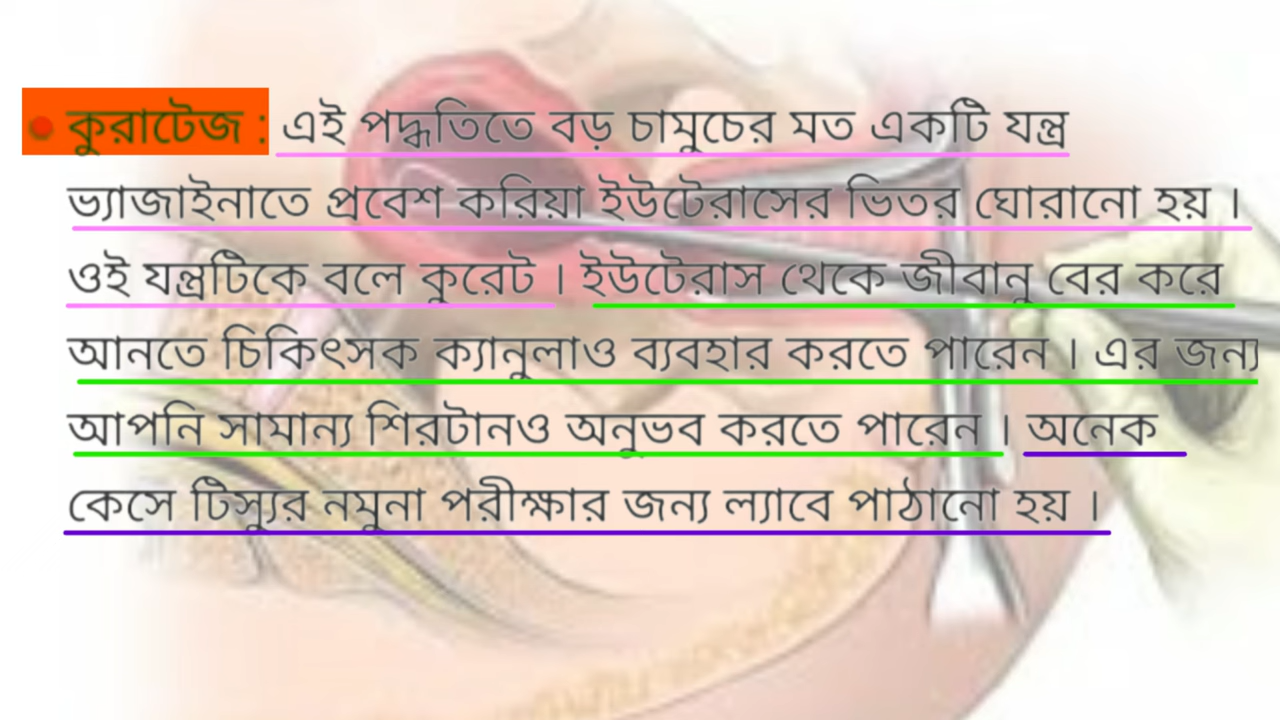 • কুরাটেজ : এই পদ্ধতিতে বড় চামুচের মত একটি যন্ত্র
ভ্যাজাইনাতে প্রবেশ করিয়া ইউটেরাসের ভিতর ঘোরানো হয় ।
ওই যন্ত্রটিকে বলে কুরেট । ইউটেরাস থেকে জীবানু বের করে
আনতে চিকিৎসক ক্যানুলাও ব্যবহার করতে পারেন । এর জন্য
আপনি সামান্য শিরটানও অনুভব করতে পারেন । অনেক
কেসে টিস্যুর নমুনা পরীক্ষার জন্য ল্যাবে পাঠানো হয় ।